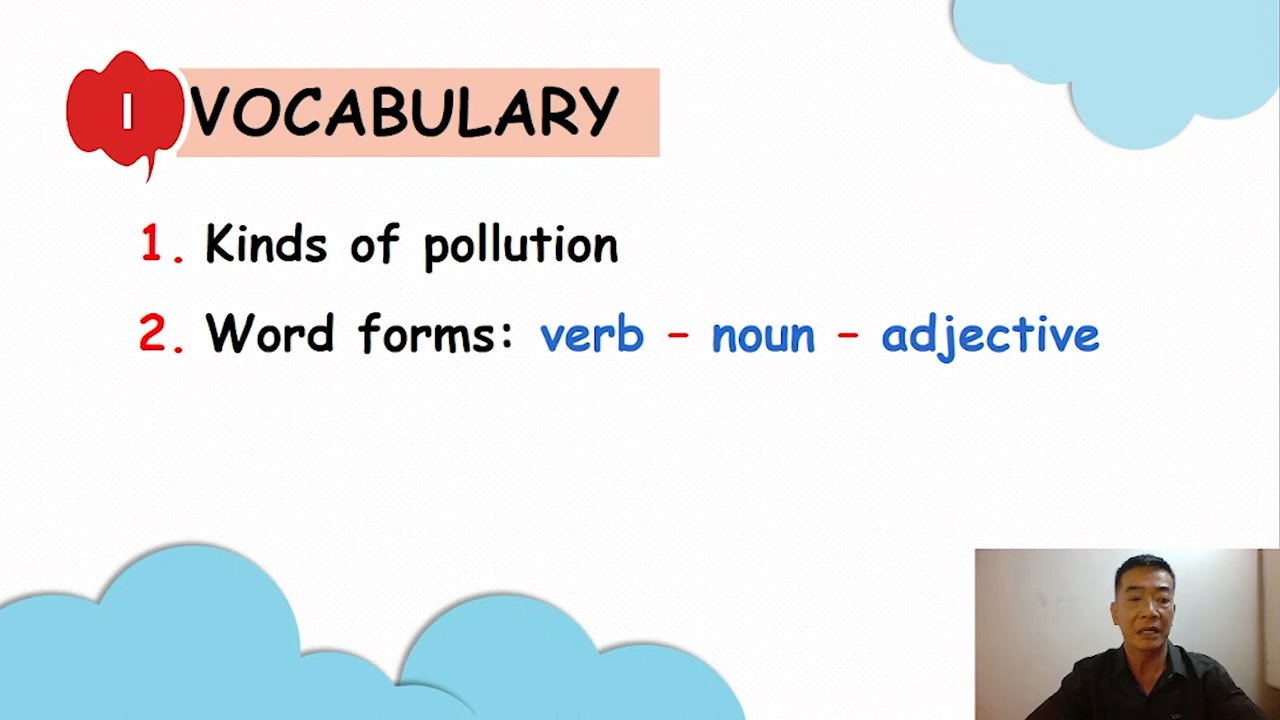 I VOCABULARY
1. Kinds of pollution
2. Word forms: verb – noun – adjective